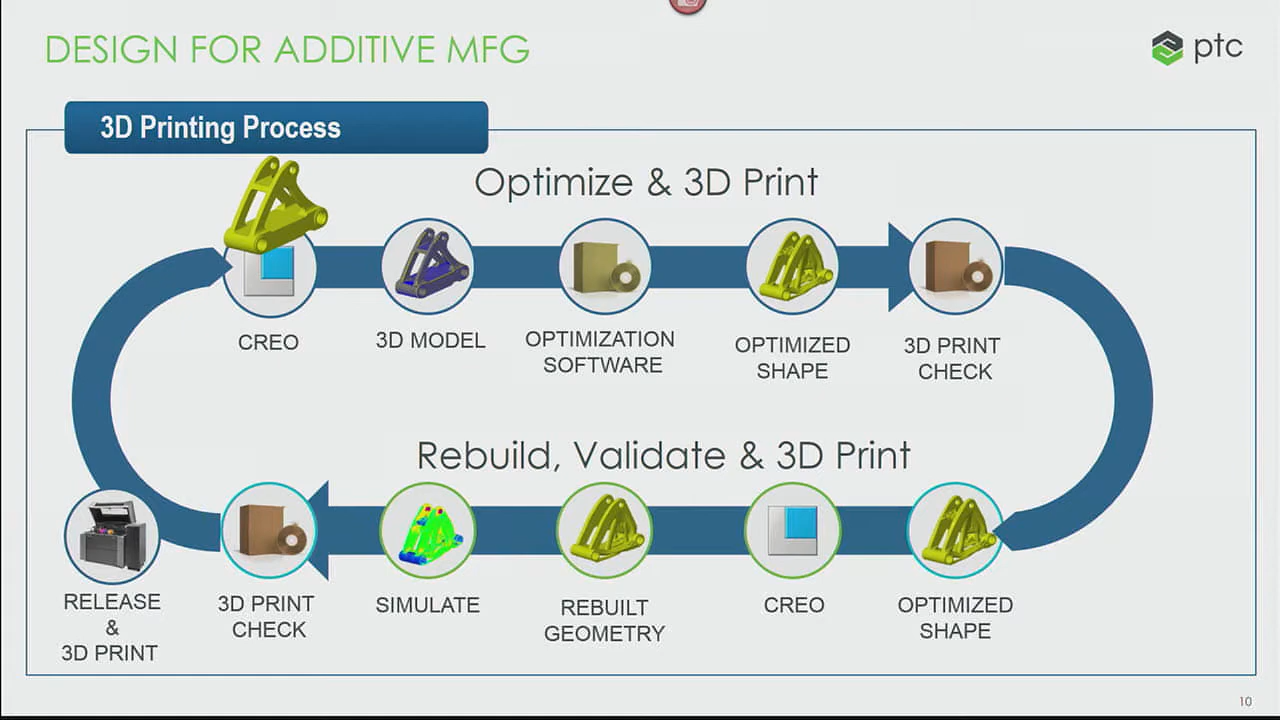 DESIGN FOR ADDITIVE MFG
ptc
3D Printing Process
Optimize & 3D Print
CREO
3D MODEL
OPTIMIZATION
SOFTWARE
OPTIMIZED
SHAPE
3D PRINT
CHECK
Rebuild, Validate & 3D Print
RELEASE
&
3D PRINT
3D PRINT
CHECK
SIMULATE
REBUILT
GEOMETRY
CREO
OPTIMIZED
SHAPE
10